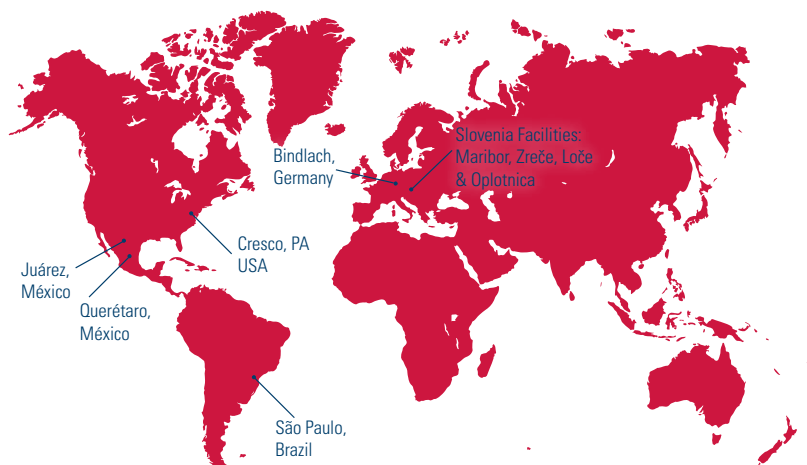 Slovenia Facilities:
Maribor, Zreče, Loče
& Oplotnica
Bindlach,
Germany
Cresco, PA
USA
Juárez,
México
Querétaro,
México
São Paulo,
Brazil